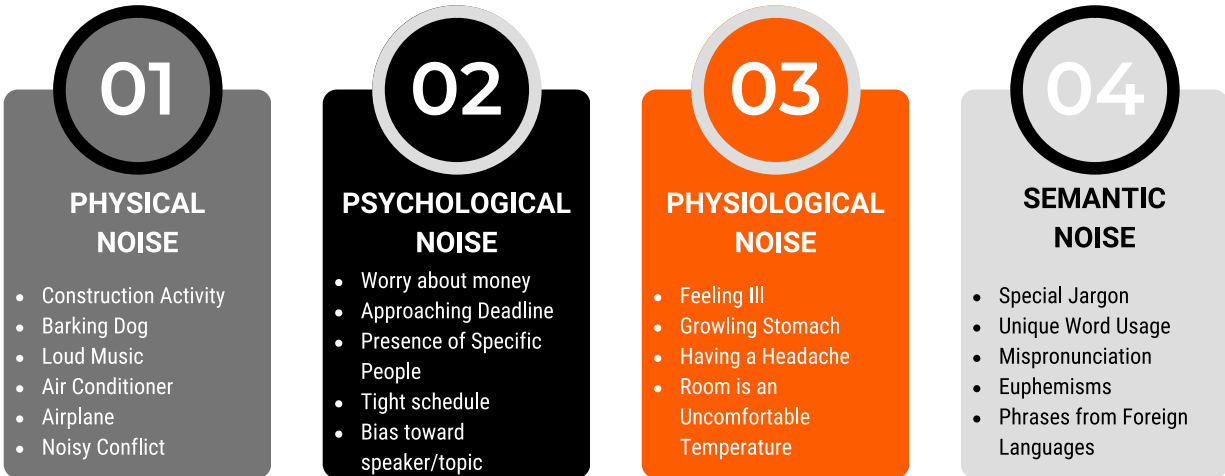 01
PHYSICAL
NOISE
• Construction Activity
• Barking Dog
• Loud Music
• Air Conditioner
• Airplane
• Noisy Conflict
02
PSYCHOLOGICAL
NOISE
• Worry about money
• Approaching Deadline
• Presence of Specific
People
• Tight schedule
• Bias toward
speaker/topic
03
PHYSIOLOGICAL
NOISE
• Feeling Ill
• Growling Stomach
• Having a Headache
• Room is an
Uncomfortable
Temperature
04
SEMANTIC
NOISE
• Special Jargon
• Unique Word Usage
• Mispronunciation
• Euphemisms
• Phrases from Foreign
Languages